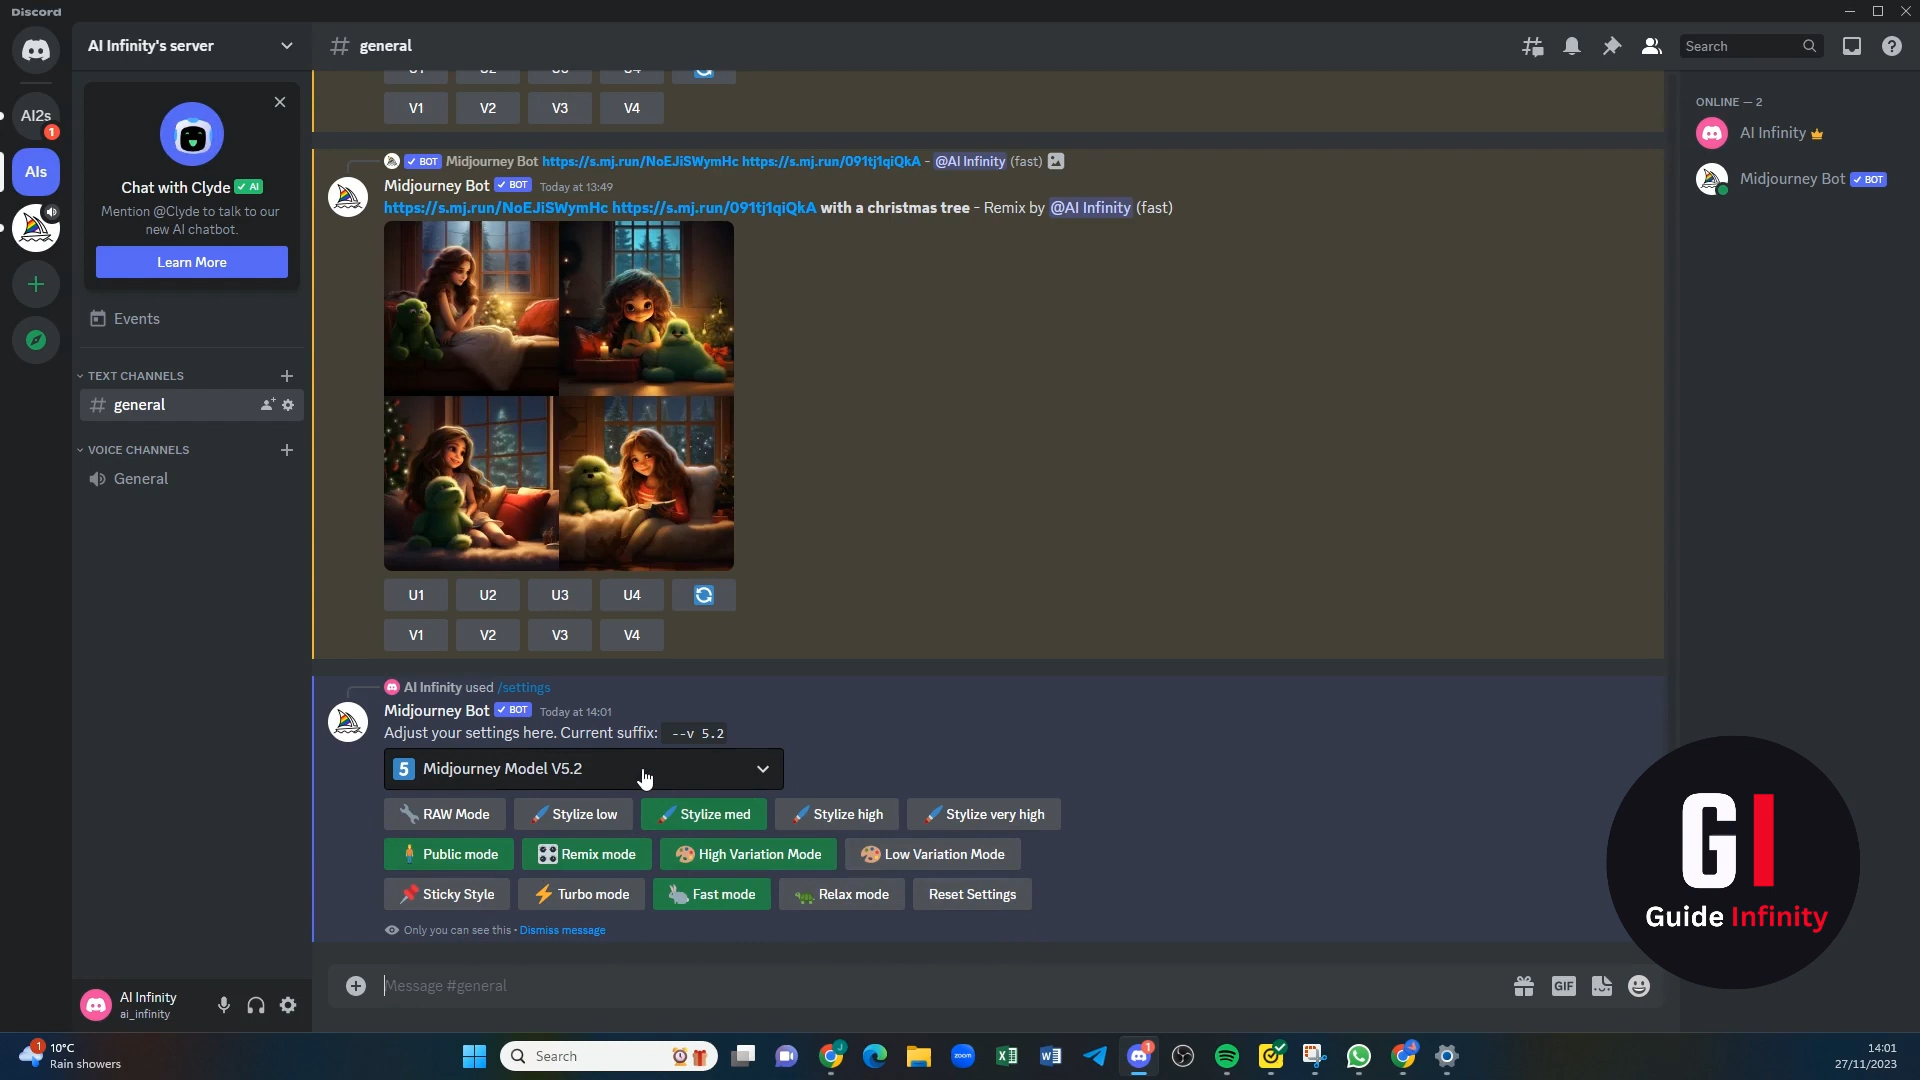 Discord
AI Infinity's server
general
Search
AI2s
1
AIs
Chat with Clyde ✓ AI
Mention @Clyde to talk to our
new AI chatbot.
Learn More
Events
TEXT CHANNELS
general
VOICE CHANNELS
General
V1 V2 V3 V4
✓ BOT Midjourney Bot https://s.mj.run/NoEJiSWymHc https://s.mj.run/091tj1qiQkA - @AI Infinity (fast)
Midjourney Bot ✓ BOT Today at 13:49
https://s.mj.run/NoEJiSWymHc https://s.mj.run/091tj1qiQkA with a christmas tree - Remix by @AI Infinity (fast)
U1 U2 U3 U4
V1 V2 V3 V4
AI Infinity used /settings
Midjourney Bot ✓ BOT Today at 14:01
Adjust your settings here. Current suffix: --v 5.2
5 Midjourney Model V5.2
RAW Mode Stylize low Stylize med Stylize high Stylize very high
Public mode Remix mode High Variation Mode Low Variation Mode
Sticky Style Turbo mode Fast mode Relax mode Reset Settings
Only you can see this • Dismiss message
Message #general
GIF
ONLINE — 2
AI Infinity
Midjourney Bot ✓ BOT
GI
Guide Infinity
AI Infinity
ai_infinity
1
10°C
Rain showers
Search
zoom
1
14:01
27/11/2023